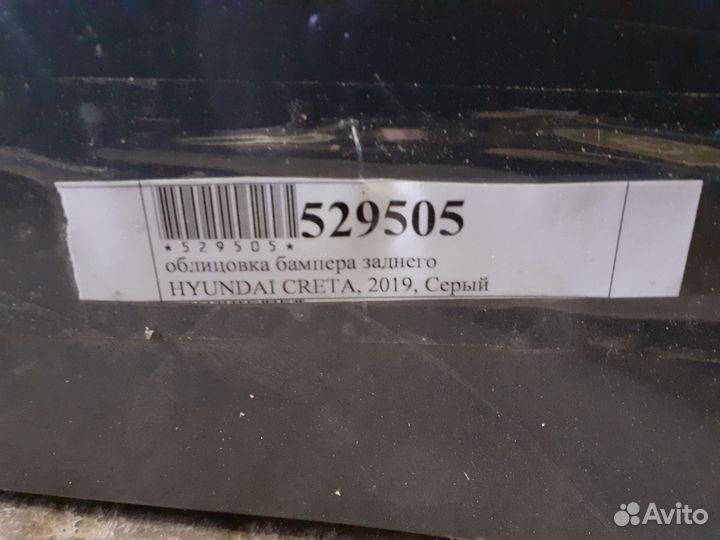 529505
*529505*
облицовка бампера заднего
HYUNDAI CRETA, 2019, Серый
Avito